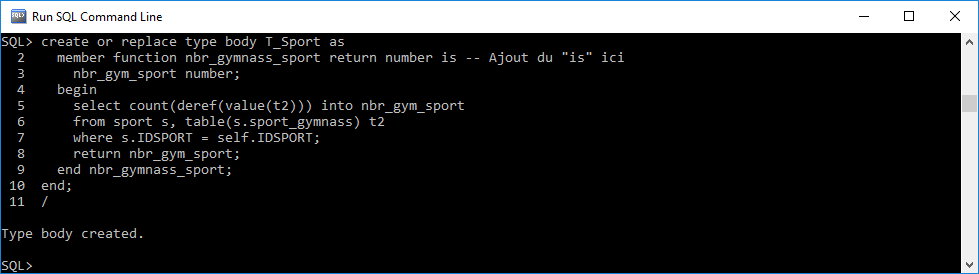 Run SQL Command Line
SQL> create or replace type body T_Sport as
2 member function nbr_gymnass_sport return number is -- Ajout du "is" ici
3 nbr_gym_sport number;
4 begin
5 select count(deref(value(t2))) into nbr_gym_sport
6 from sport s, table(s.sport_gymnass) t2
7 where s.IDSPORT = self.IDSPORT;
8 return nbr_gym_sport;
9 end nbr_gymnass_sport;
10 end;
11 /
Type body created.
SQL>